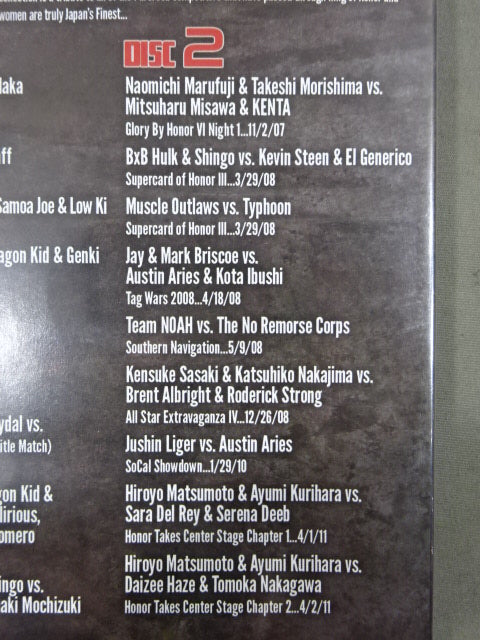 women are truly Japan's Finest...
DISC 2
Naomichi Marufuji & Takeshi Morishima vs.
Mitsuharu Misawa & KENTA
Glory By Honor VI Night 1...11/2/07
BxB Hulk & Shingo vs. Kevin Steen & El Generico
Supercard of Honor III...3/29/08
Muscle Outlaws vs. Typhoon
Supercard of Honor III...3/29/08
Jay & Mark Briscoe vs.
Austin Aries & Kota Ibushi
Tag Wars 2008...4/18/08
Team NOAH vs. The No Remorse Corps
Southern Navigation...5/9/08
Kensuke Sasaki & Katsuhiko Nakajima vs.
Brent Albright & Roderick Strong
All Star Extravaganza IV...12/26/08
Jushin Liger vs. Austin Aries
SoCal Showdown...1/29/10
Hiroyo Matsumoto & Ayumi Kurihara vs.
Sara Del Rey & Serena Deeb
Honor Takes Center Stage Chapter 1...4/1/11
Hiroyo Matsumoto & Ayumi Kurihara vs.
Daizee Haze & Tomoka Nakagawa
Honor Takes Center Stage Chapter 2...4/2/11
Samoa Joe & Low Ki
agon Kid & Genki
ydal vs.
itle Match)
gon Kid &
lirious,
omero
ingo vs.
aki Mochizuki